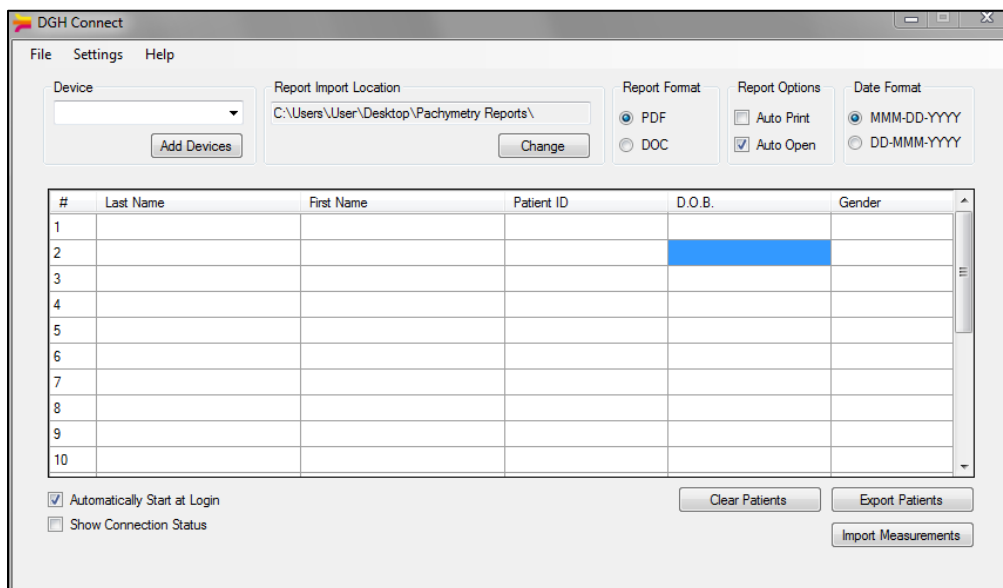 DGH Connect
File Settings Help
Device
Report Import Location
Report Format
Report Options
Date Format
C:\Users\User\Desktop\Pachymetry Reports\
PDF
Auto Print
MMM-DD-YYYY
Add Devices
Change
DOC
Auto Open
DD-MMM-YYYY
# Last Name First Name Patient ID D.O.B. Gender
1
2
3
4
5
6
7
8
9
10
Automatically Start at Login
Clear Patients
Export Patients
Show Connection Status
Import Measurements